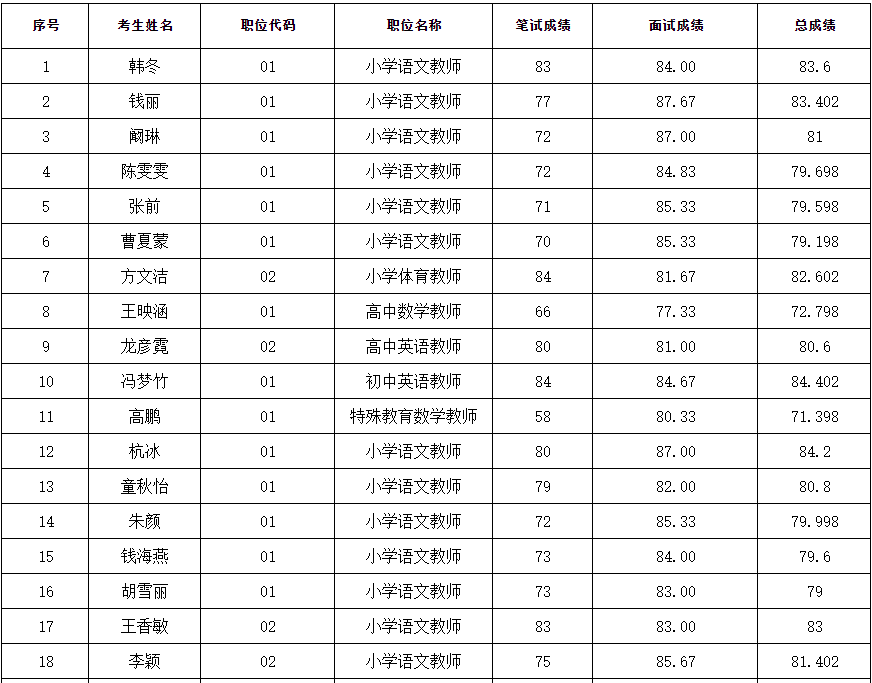 序号 考生姓名 职位代码 职位名称 笔试成绩 面试成绩 总成绩
1 韩冬 01 小学语文教师 83 84.00 83.6
2 钱丽 01 小学语文教师 77 87.67 83.402
3 阚琳 01 小学语文教师 72 87.00 81
4 陈雯雯 01 小学语文教师 72 84.83 79.698
5 张前 01 小学语文教师 71 85.33 79.598
6 曹夏蒙 01 小学语文教师 70 85.33 79.198
7 方文洁 02 小学体育教师 84 81.67 82.602
8 王映涵 01 高中数学教师 66 77.33 72.798
9 龙彦霓 02 高中英语教师 80 81.00 80.6
10 冯梦竹 01 初中英语教师 84 84.67 84.402
11 高鹏 01 特殊教育数学教师 58 80.33 71.398
12 杭冰 01 小学语文教师 80 87.00 84.2
13 童秋怡 01 小学语文教师 79 82.00 80.8
14 朱颜 01 小学语文教师 72 85.33 79.998
15 钱海燕 01 小学语文教师 73 84.00 79.6
16 胡雪丽 01 小学语文教师 73 83.00 79
17 王香敏 02 小学语文教师 83 83.00 83
18 李颖 02 小学语文教师 75 85.67 81.402